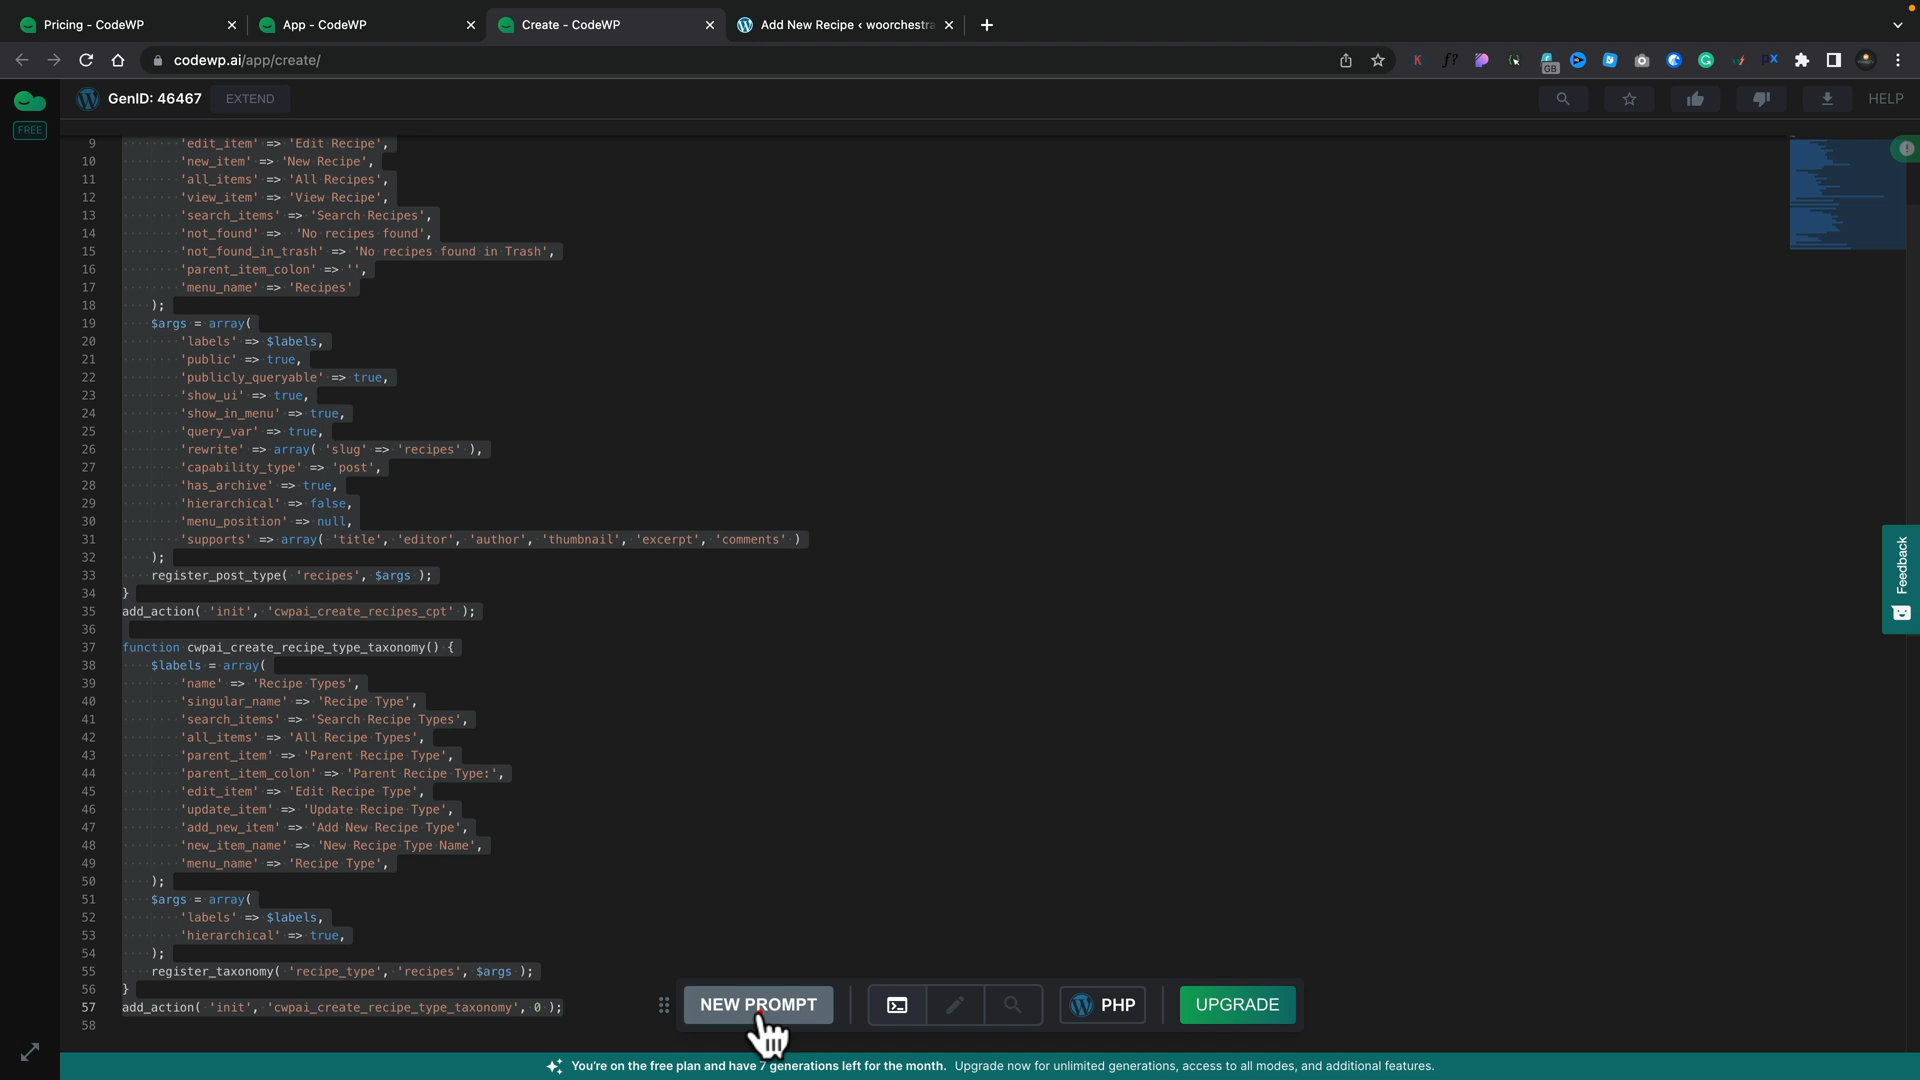 Pricing - CodeWP
App - CodeWP
Create - CodeWP
Add New Recipe ‹ woorchestra
codewp.ai/app/create/
GB
FREE
GenID: 46467
EXTEND
HELP
9 'edit_item' => 'Edit Recipe',
10 'new_item' => 'New Recipe',
11 'all_items' => 'All Recipes',
12 'view_item' => 'View Recipe',
13 'search_items' => 'Search Recipes',
14 'not_found' => 'No recipes found',
15 'not_found_in_trash' => 'No recipes found in Trash',
16 'parent_item_colon' => '',
17 'menu_name' => 'Recipes'
18 );
19 $args = array(
20 'labels' => $labels,
21 'public' => true,
22 'publicly_queryable' => true,
23 'show_ui' => true,
24 'show_in_menu' => true,
25 'query_var' => true,
26 'rewrite' => array( 'slug' => 'recipes' ),
27 'capability_type' => 'post',
28 'has_archive' => true,
29 'hierarchical' => false,
30 'menu_position' => null,
31 'supports' => array( 'title', 'editor', 'author', 'thumbnail', 'excerpt', 'comments' )
32 );
33 register_post_type( 'recipes', $args );
34 }
35 add_action( 'init', 'cwpai_create_recipes_cpt' );
36
37 function cwpai_create_recipe_type_taxonomy() {
38 $labels = array(
39 'name' => 'Recipe Types',
40 'singular_name' => 'Recipe Type',
41 'search_items' => 'Search Recipe Types',
42 'all_items' => 'All Recipe Types',
43 'parent_item' => 'Parent Recipe Type',
44 'parent_item_colon' => 'Parent Recipe Type:',
45 'edit_item' => 'Edit Recipe Type',
46 'update_item' => 'Update Recipe Type',
47 'add_new_item' => 'Add New Recipe Type',
48 'new_item_name' => 'New Recipe Type Name',
49 'menu_name' => 'Recipe Type',
50 );
51 $args = array(
52 'labels' => $labels,
53 'hierarchical' => true,
54 );
55 register_taxonomy( 'recipe_type', 'recipes', $args );
56 }
57 add_action( 'init', 'cwpai_create_recipe_type_taxonomy', 0 );
58
Feedback
NEW PROMPT
PHP
UPGRADE
You're on the free plan and have 7 generations left for the month. Upgrade now for unlimited generations, access to all modes, and additional features.